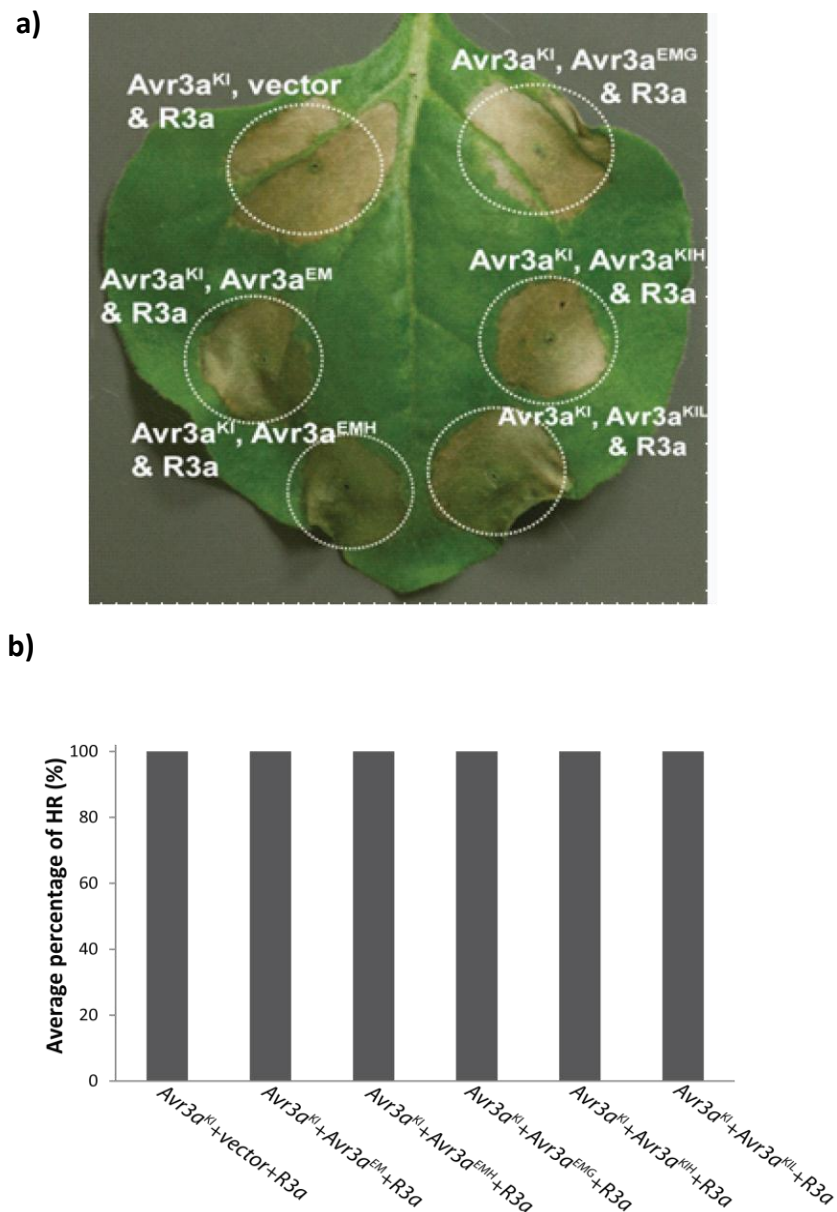 a)
Avr3aᴷᴵ, vector
& R3a
Avr3aᴷᴵ, Avr3aᴱᴹᴳ
& R3a
Avr3aᴷᴵ, Avr3aᴱᴹ
& R3a
Avr3aᴷᴵ, Avr3aᴷᴵᴴ
& R3a
Avr3aᴷᴵ, Avr3aᴱᴹᴴ
& R3a
Avr3aᴷᴵ, Avr3aᴷᴵᴸ
& R3a
b)
Average percentage of HR (%)
100
80
60
40
20
0
Avr3aᴷᴵ+vector+R3a
Avr3aᴷᴵ+Avr3aᴱᴹ+R3a
Avr3aᴷᴵ+Avr3aᴱᴹᴴ+R3a
Avr3aᴷᴵ+Avr3aᴱᴹᴳ+R3a
Avr3aᴷᴵ+Avr3aᴷᴵᴴ+R3a
Avr3aᴷᴵ+Avr3aᴷᴵᴸ+R3a